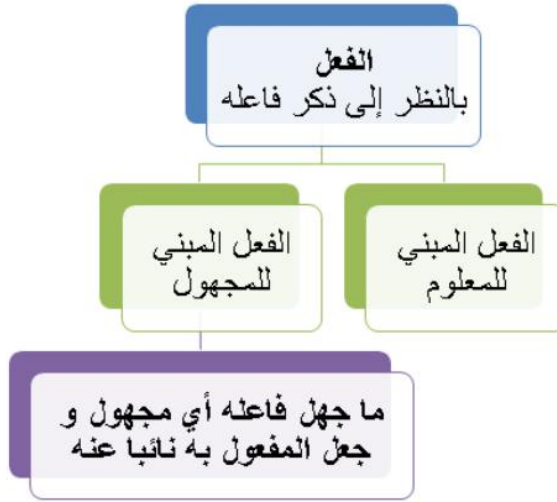 الفعل
بالنظر إلى ذكر فاعله
الفعل المبني
للمعلوم
الفعل المبني
للمجهول
ما جهل فاعله أي مجهول و
جعل المفعول به نائبا عنه